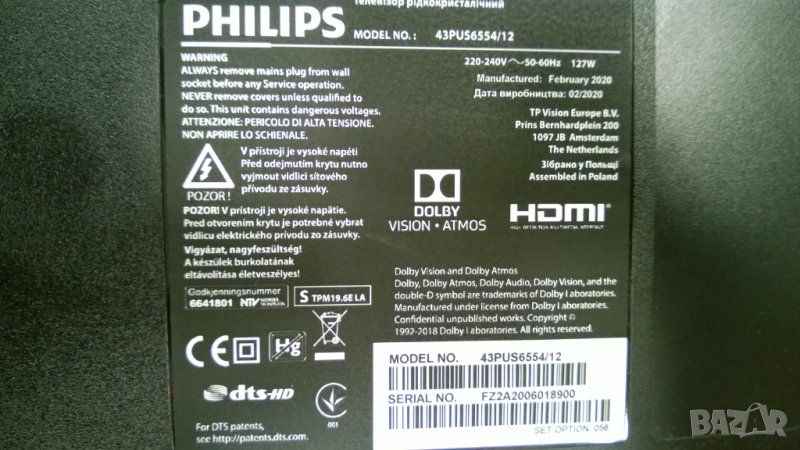 Телевізор рідкокристалічний
PHILIPS MODEL NO. : 43PUS6554/12
220-240V ~ 50-60Hz 127W
Manufactured: February 2020
Дата виробництва: 02/2020
TP Vision Europe B.V.
Prins Bernhardplein 200
1097 JB Amsterdam
The Netherlands
Зібрано у Польщі
Assembled in Poland
WARNING
ALWAYS remove mains plug from wall
socket before any Service operation.
NEVER remove covers unless qualified to
do so. This unit contains dangerous voltages.
ATTENZIONE: PERICOLO DI ALTA TENSIONE,
NON APRIRE LO SCHIENALE.
POZOR !
V přístroji je vysoké napětí
Před odejmutím krytu nutno
vyjmout vidlici síťového
přívodu ze zásuvky.
POZOR! V prístroji je vysoké napätie.
Pred otvorením krytu je potrebné vybrat
vidlicu elektrického prívodu zo zásuvky.
Vigyázat, nagyfeszültség!
A készülek burkolatának
eltávolítása életveszélyes!
DOLBY
VISION · ATMOS
HDMI
HIGH-DEFINITION MULTIMEDIA INTERFACE
Godkjenningsnummer
6641801 NTV
S TPM19.6E LA
Dolby Vision and Dolby Atmos
Dolby, Dolby Atmos, Dolby Audio, Dolby Vision, and the
double-D symbol are trademarks of Dolby Laboratories.
Manufactured under license from Dolby Laboratories.
Confidential unpublished works. Copyright ©
1992-2018 Dolby Laboratories. All rights reserved.
CE Hg
dts-HD
001
For DTS patents,
see http://patents.dts.com.
MODEL NO. 43PUS6554/12
SERIAL NO. FZ2A2006018900
SET OPTION 056
BAZAR